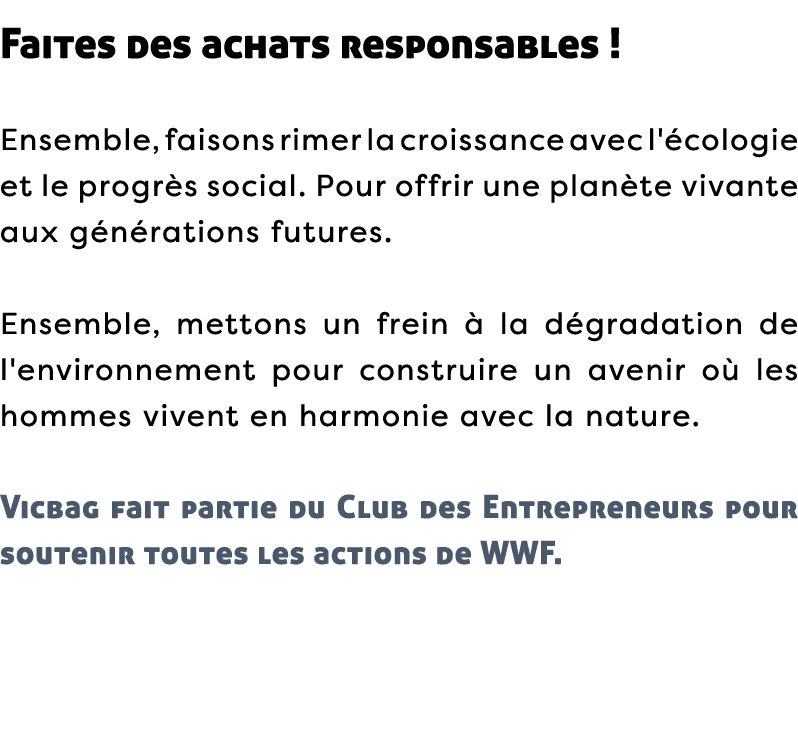 Faites des achats responsables !
Ensemble, faisons rimer la croissance avec l'écologie
et le progrès social. Pour offrir une planète vivante
aux générations futures.
Ensemble, mettons un frein à la dégradation de
l'environnement pour construire un avenir où les
hommes vivent en harmonie avec la nature.
Vicbag fait partie du Club des Entrepreneurs pour
soutenir toutes les actions de WWF.